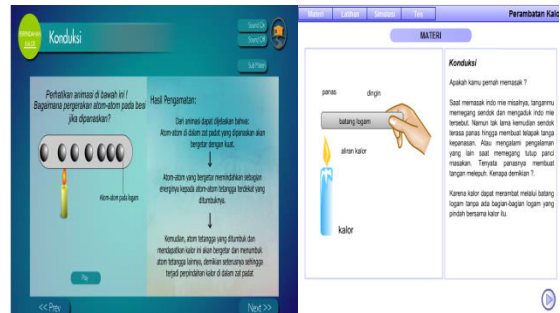 PERPINDAHAN
KALOR
Konduksi
Sound On
Sound Off
Sub Materi
Perhatikan animasi di bawah ini !
Bagaimana pergerakan atom-atom pada besi
jika dipanaskan?
Atom-atom pada logam
Play
Hasil Pengamatan:
Dari animasi dapat dijelaskan bahwa:
Atom-atom di dalam zat padat yang dipanaskan akan
bergetar dengan kuat.
Atom-atom yang bergetar memindahkan sebagian
energinya kepada atom-atom tetangga terdekat yang
ditumbuknya.
Kemudian, atom tetangga yang ditumbuk dan
mendapatkan kalor ini akan bergetar dan menumbuk
atom tetangga lainnya, demikian seterusnya sehingga
terjadi perpindahan kalor di dalam zat padat
<< Prev
Next >>
Materi Latihan Simulasi Tes
Perambatan Kalo
MATERI
panas dingin
batang logam
aliran kalor
kalor
Konduksi
Apakah kamu pernah memasak ?
Saat memasak indo mie misalnya, tanganmu
memegang sendok dan mengaduk indo mie
tersebut. Namun tak lama kemudian sendok
terasa panas hingga membuat telapak tanga
kepanasan. Atau mengalami pengalaman
yang lain saat memegang tutup panci
masakan. Ternyata panasnya membuat
tangan melepuh. Kenapa demikian ?.
Karena kalor dapat merambat melalui batang
logam tanpa ada bagian-bagian logam yang
pindah bersama kalor itu.